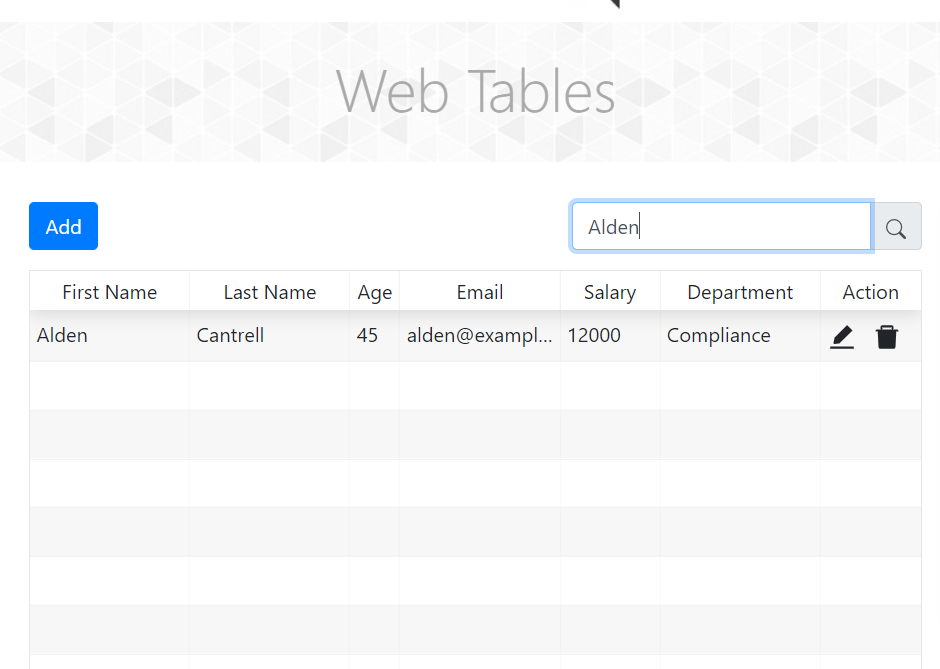 Web Tables
Add
Alden
First Name Last Name Age Email Salary Department Action
Alden Cantrell 45 alden@exampl... 12000 Compliance